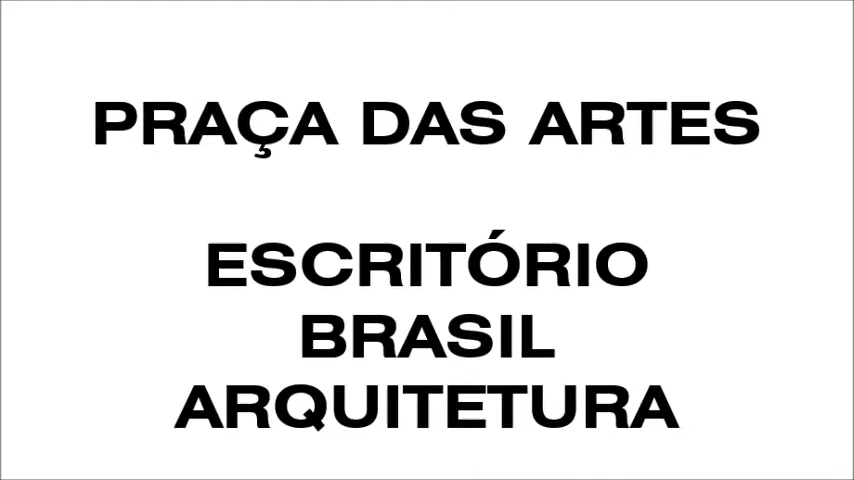 PRAÇA DAS ARTES
ESCRITÓRIO
BRASIL
ARQUITETURA